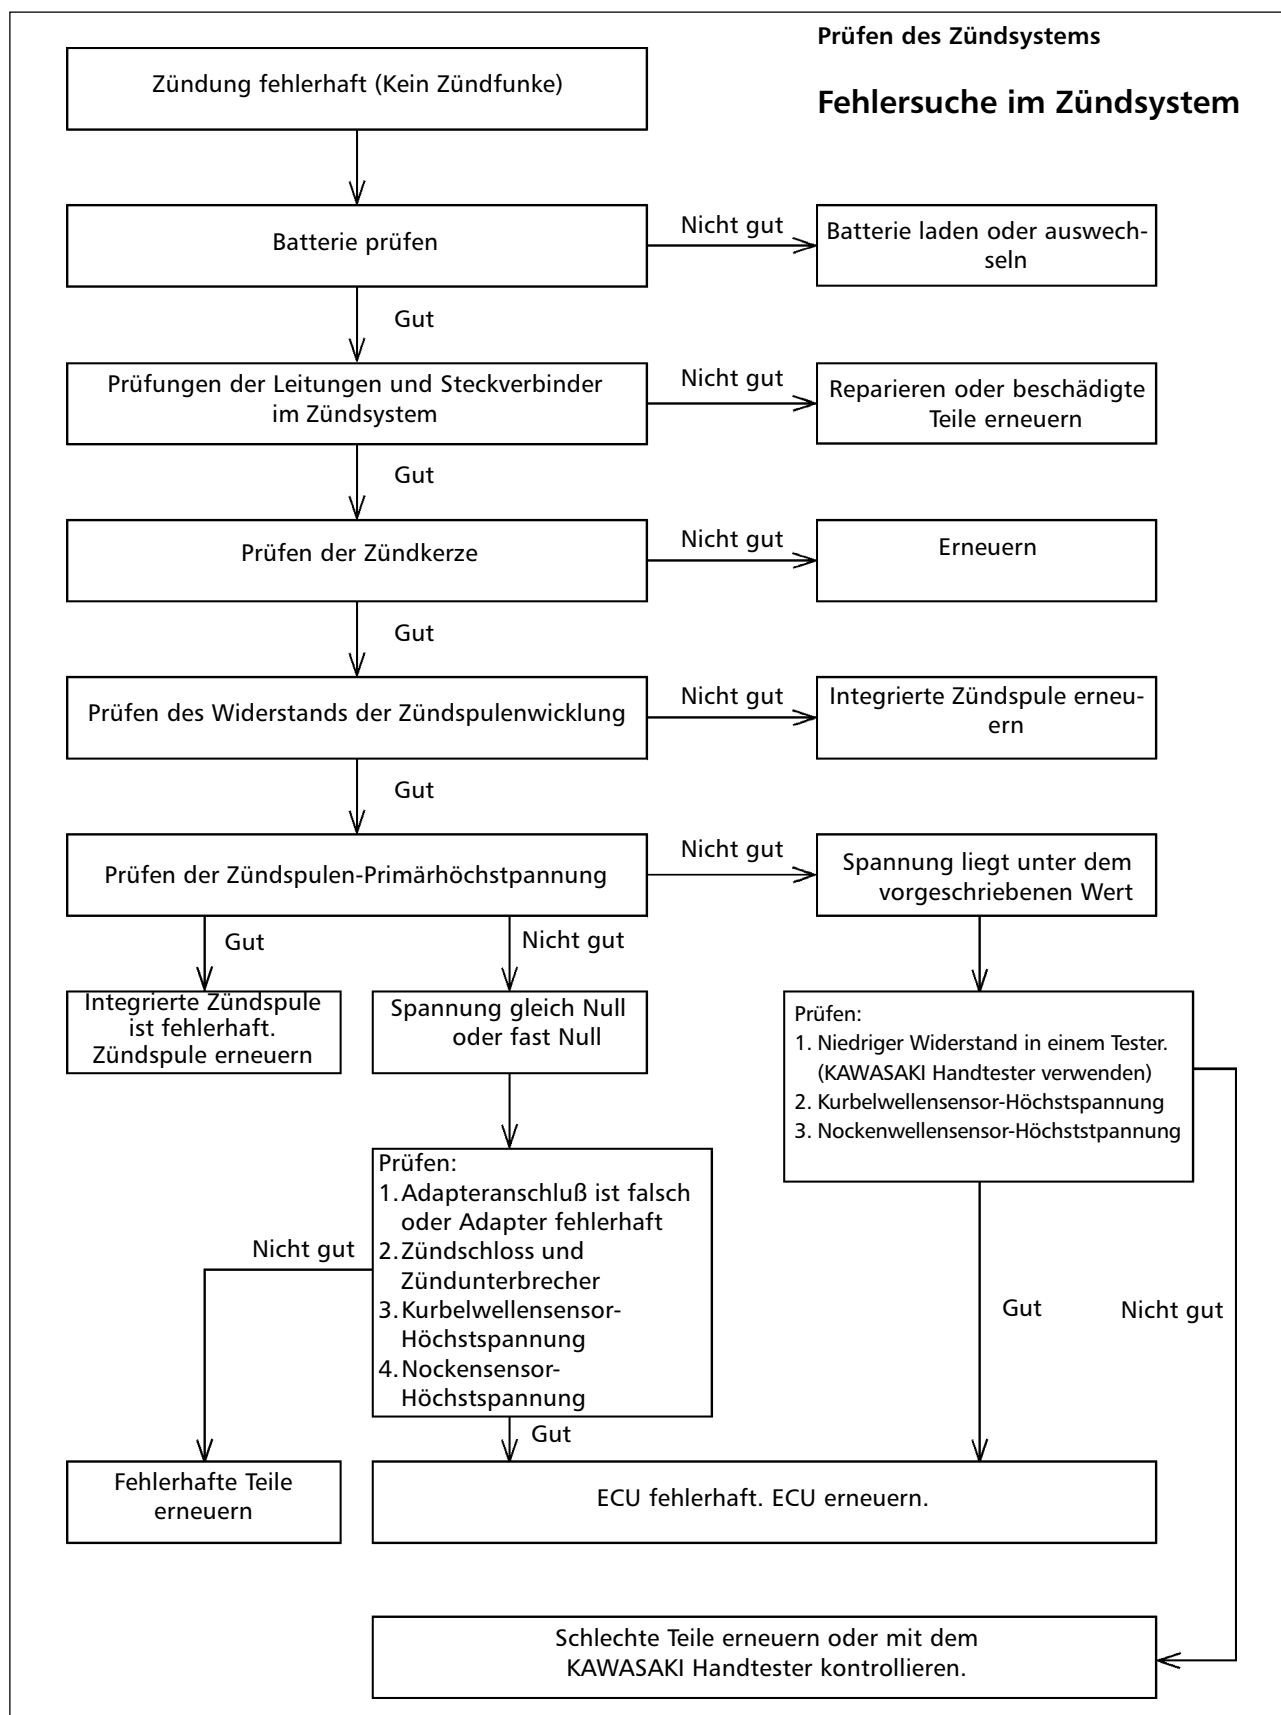 Prüfen des Zündsystems
Fehlersuche im Zündsystem
Zündung fehlerhaft (Kein Zündfunke)
Batterie prüfen
Nicht gut
Batterie laden oder auswech-
seln
Gut
Prüfungen der Leitungen und Steckverbinder
im Zündsystem
Nicht gut
Reparieren oder beschädigte
Teile erneuern
Gut
Prüfen der Zündkerze
Nicht gut
Erneuern
Gut
Prüfen des Widerstands der Zündspulenwicklung
Nicht gut
Integrierte Zündspule erneu-
ern
Gut
Prüfen der Zündspulen-Primärhöchstpannung
Nicht gut
Spannung liegt unter dem
vorgeschriebenen Wert
Gut
Nicht gut
Integrierte Zündspule
ist fehlerhaft.
Zündspule erneuern
Spannung gleich Null
oder fast Null
Prüfen:
1. Niedriger Widerstand in einem Tester.
(KAWASAKI Handtester verwenden)
2. Kurbelwellensensor-Höchstspannung
3. Nockenwellensensor-Höchststpannung
Prüfen:
1. Adapteranschluß ist falsch
oder Adapter fehlerhaft
2. Zündschloss und
Zündunterbrecher
3. Kurbelwellensensor-
Höchstspannung
4. Nockensensor-
Höchstspannung
Nicht gut
Gut
Gut
Nicht gut
Fehlerhafte Teile
erneuern
ECU fehlerhaft. ECU erneuern.
Schlechte Teile erneuern oder mit dem
KAWASAKI Handtester kontrollieren.